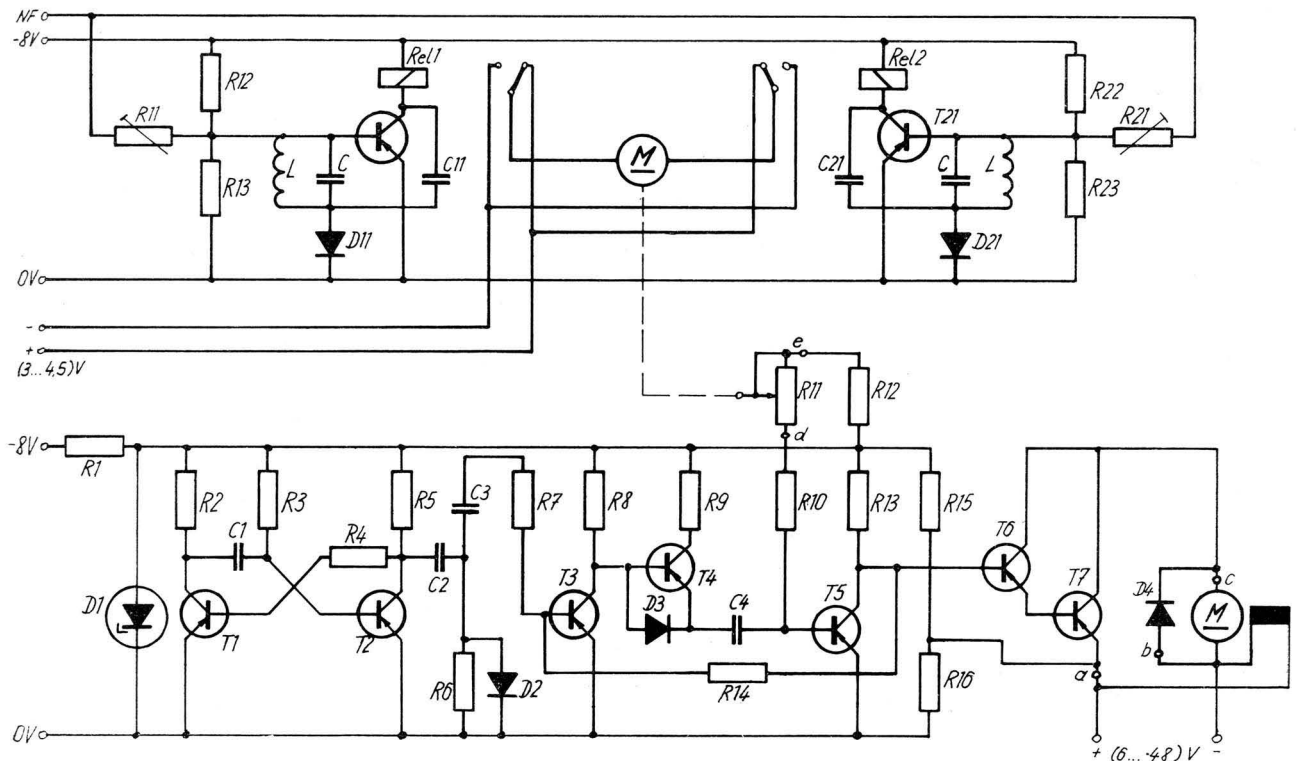 NF
-8V
Rel1
Rel2
R12
R22
R11
T21
R21
L
C
C11
M
C21
C
L
R13
R23
D11
D21
0V
-
+
(3...4,5)V
e
R11
R12
d
-8V
R1
R2
R3
R5
C3
R7
R8
R9
R10
R13
R15
C1
R4
C2
T6
T3
T4
T7
D1
D3
C4
T5
D4
c
M
T1
T2
b
R6
D2
R14
R16
a
0V
+ (6...48)V -